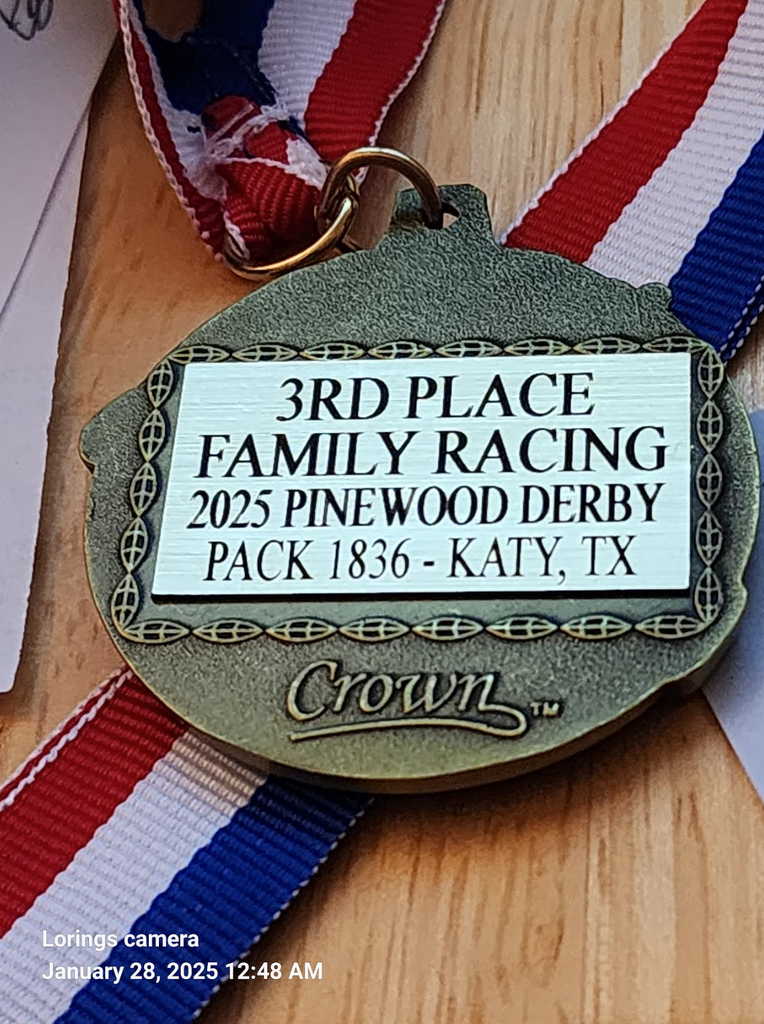 3RD PLACE
FAMILY RACING
2025 PINEWOOD DERBY
PACK 1836 - KATY, TX
Crown™
Lorings camera
January 28, 2025 12:48 AM